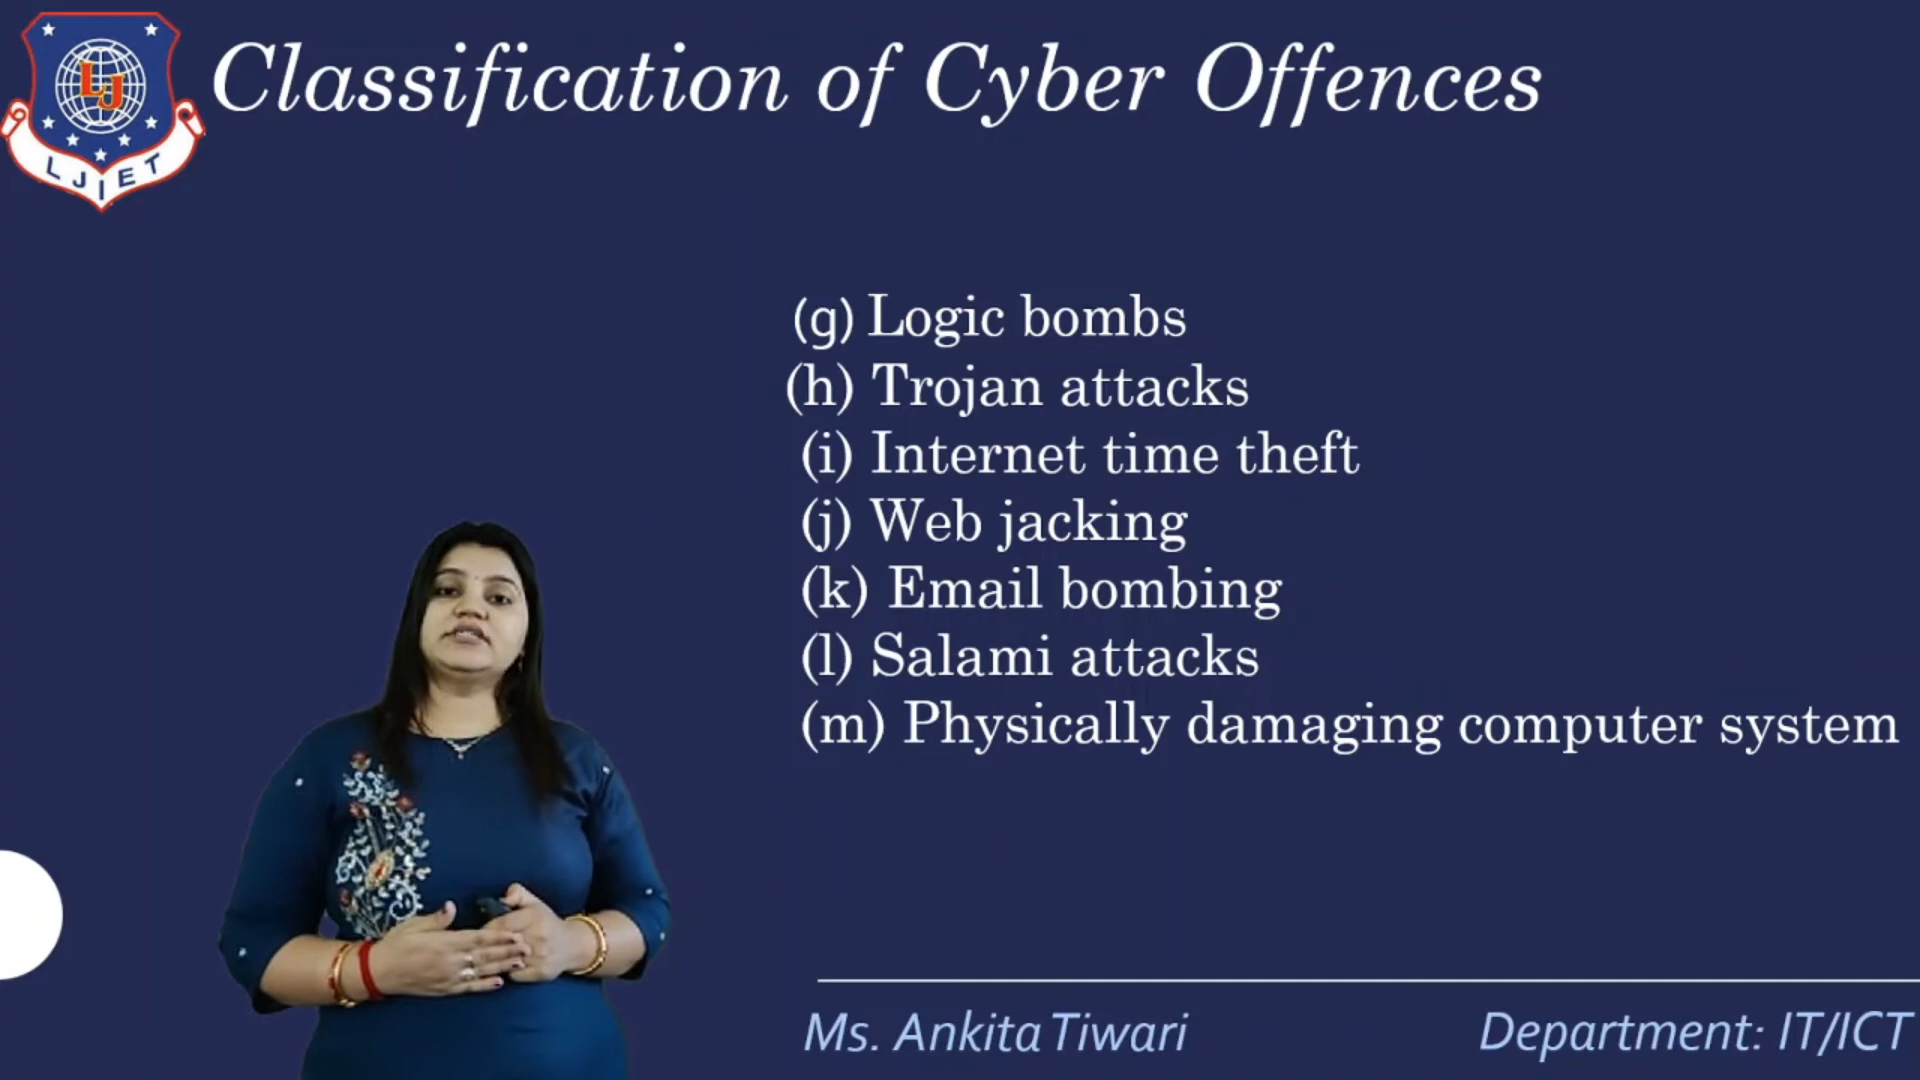 LJ
LJIET
Classification of Cyber Offences
(g) Logic bombs
(h) Trojan attacks
(i) Internet time theft
(j) Web jacking
(k) Email bombing
(l) Salami attacks
(m) Physically damaging computer system
Ms. Ankita Tiwari
Department: IT/ICT